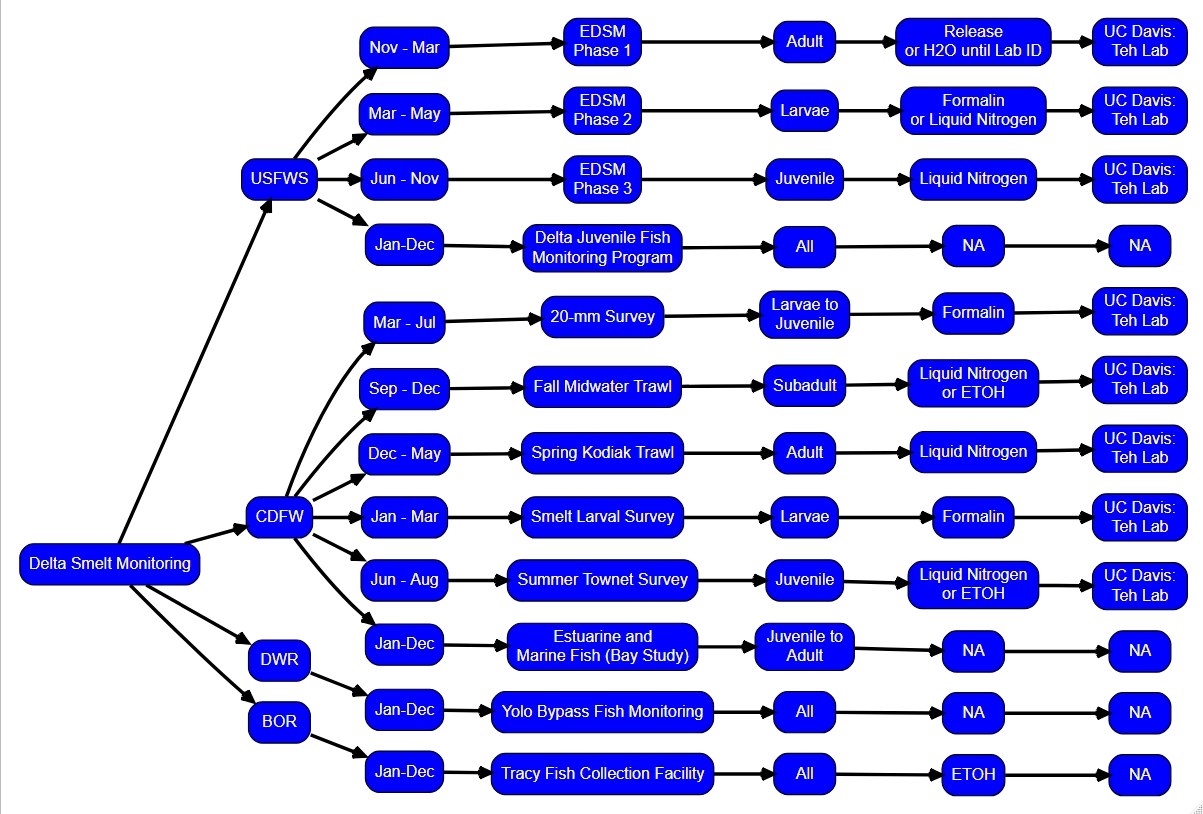 Delta Smelt Monitoring
USFWS
Nov - Mar
EDSM
Phase 1
Adult
Release
or H2O until Lab ID
UC Davis:
Teh Lab
Mar - May
EDSM
Phase 2
Larvae
Formalin
or Liquid Nitrogen
UC Davis:
Teh Lab
Jun - Nov
EDSM
Phase 3
Juvenile
Liquid Nitrogen
UC Davis:
Teh Lab
Jan-Dec
Delta Juvenile Fish
Monitoring Program
All
NA
NA
CDFW
Mar - Jul
20-mm Survey
Larvae to
Juvenile
Formalin
UC Davis:
Teh Lab
Sep - Dec
Fall Midwater Trawl
Subadult
Liquid Nitrogen
or ETOH
UC Davis:
Teh Lab
Dec - May
Spring Kodiak Trawl
Adult
Liquid Nitrogen
UC Davis:
Teh Lab
Jan - Mar
Smelt Larval Survey
Larvae
Formalin
UC Davis:
Teh Lab
Jun - Aug
Summer Townet Survey
Juvenile
Liquid Nitrogen
or ETOH
UC Davis:
Teh Lab
Jan-Dec
Estuarine and
Marine Fish (Bay Study)
Juvenile to
Adult
NA
NA
DWR
Jan-Dec
Yolo Bypass Fish Monitoring
All
NA
NA
BOR
Jan-Dec
Tracy Fish Collection Facility
All
ETOH
NA